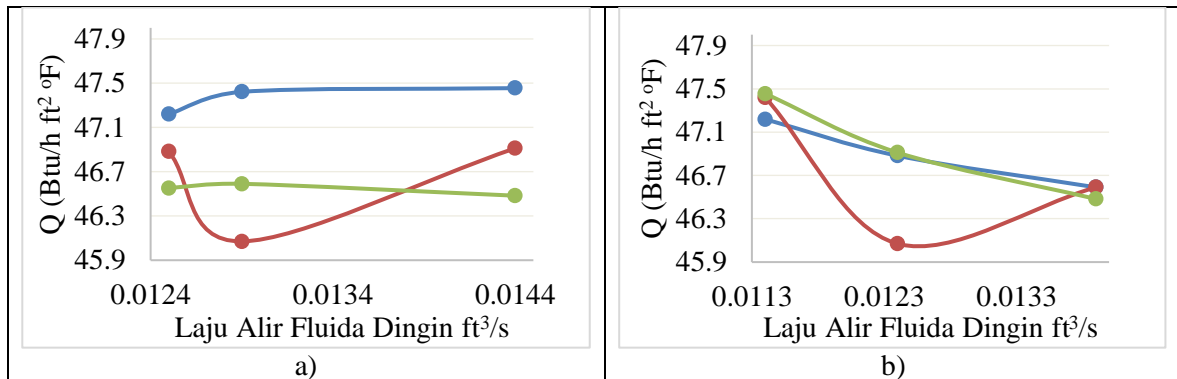 47.9
47.5
47.1
46.7
46.3
45.9
Q (Btu/h ft² ºF)
0.0124 0.0134 0.0144
Laju Alir Fluida Dingin ft³/s
a)
47.9
47.5
47.1
46.7
46.3
45.9
Q (Btu/h ft² ºF)
0.0113 0.0123 0.0133
Laju Alir Fluida Dingin ft³/s
b)